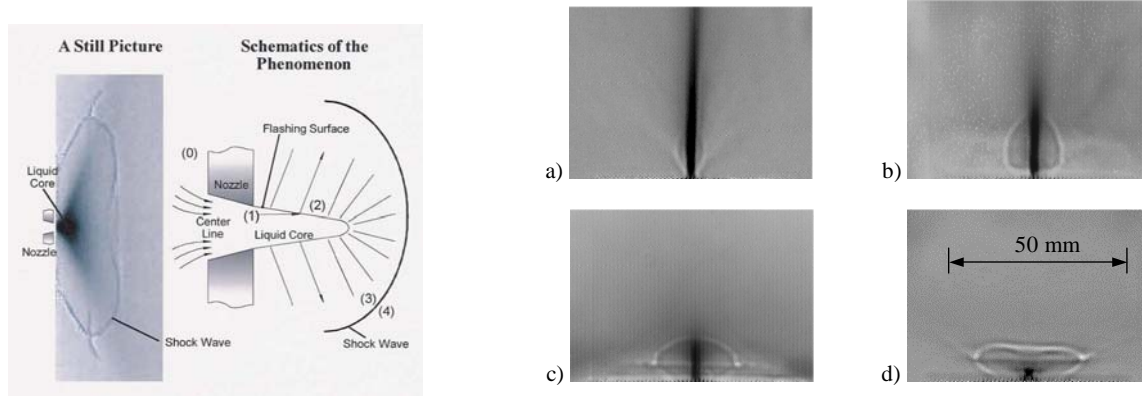 A Still Picture
Schematics of the
Phenomenon
Liquid
Core
Nozzle
Shock Wave
Flashing Surface
(0)
Nozzle
(1)
(2)
Center
Line
Liquid Core
(3)
(4)
Shock Wave
a)
b)
c)
d)
50 mm